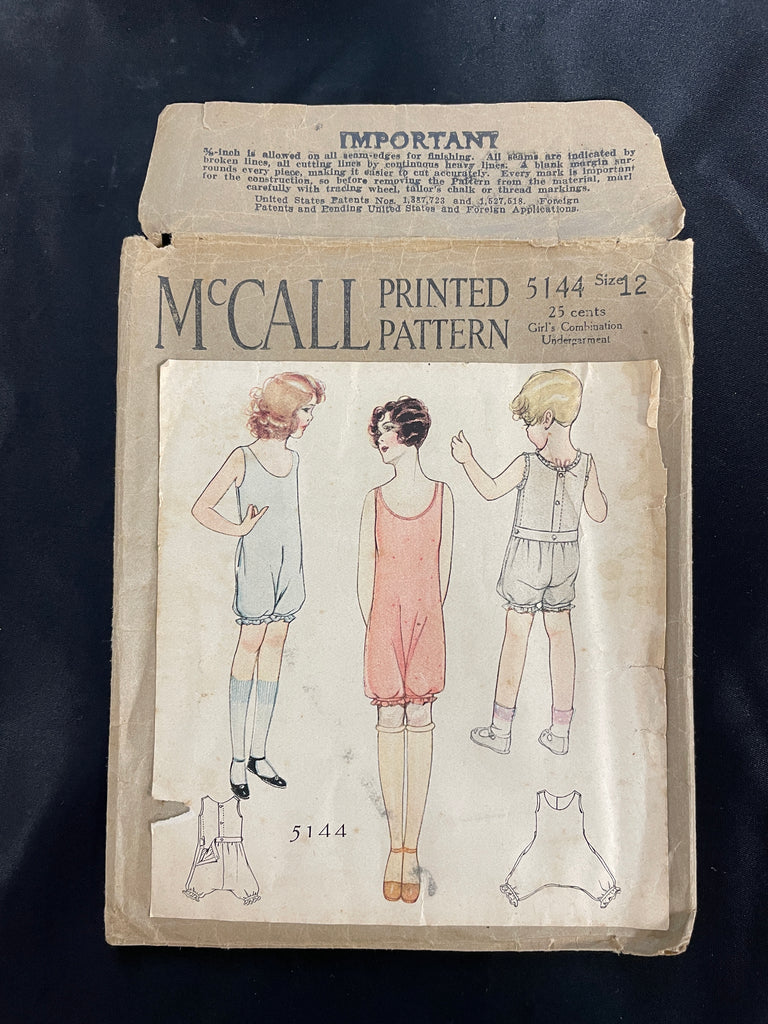 IMPORTANT
⅜-inch is allowed on all seam-edges for finishing. All seams are indicated by
broken lines, all cutting lines by continuous heavy lines. A blank margin sur-
rounds every piece, making it easier to cut accurately. Every mark is important
for the construction, so before removing the Pattern from the material, mark
carefully with tracing wheel, tailor's chalk or thread markings.
United States Patents Nos. 1,387,723 and 1,527,518. Foreign
Patents and Pending United States and Foreign Applications.
McCALL PRINTED PATTERN
5144 Size 12
25 cents
Girl's Combination
Undergarment
5144